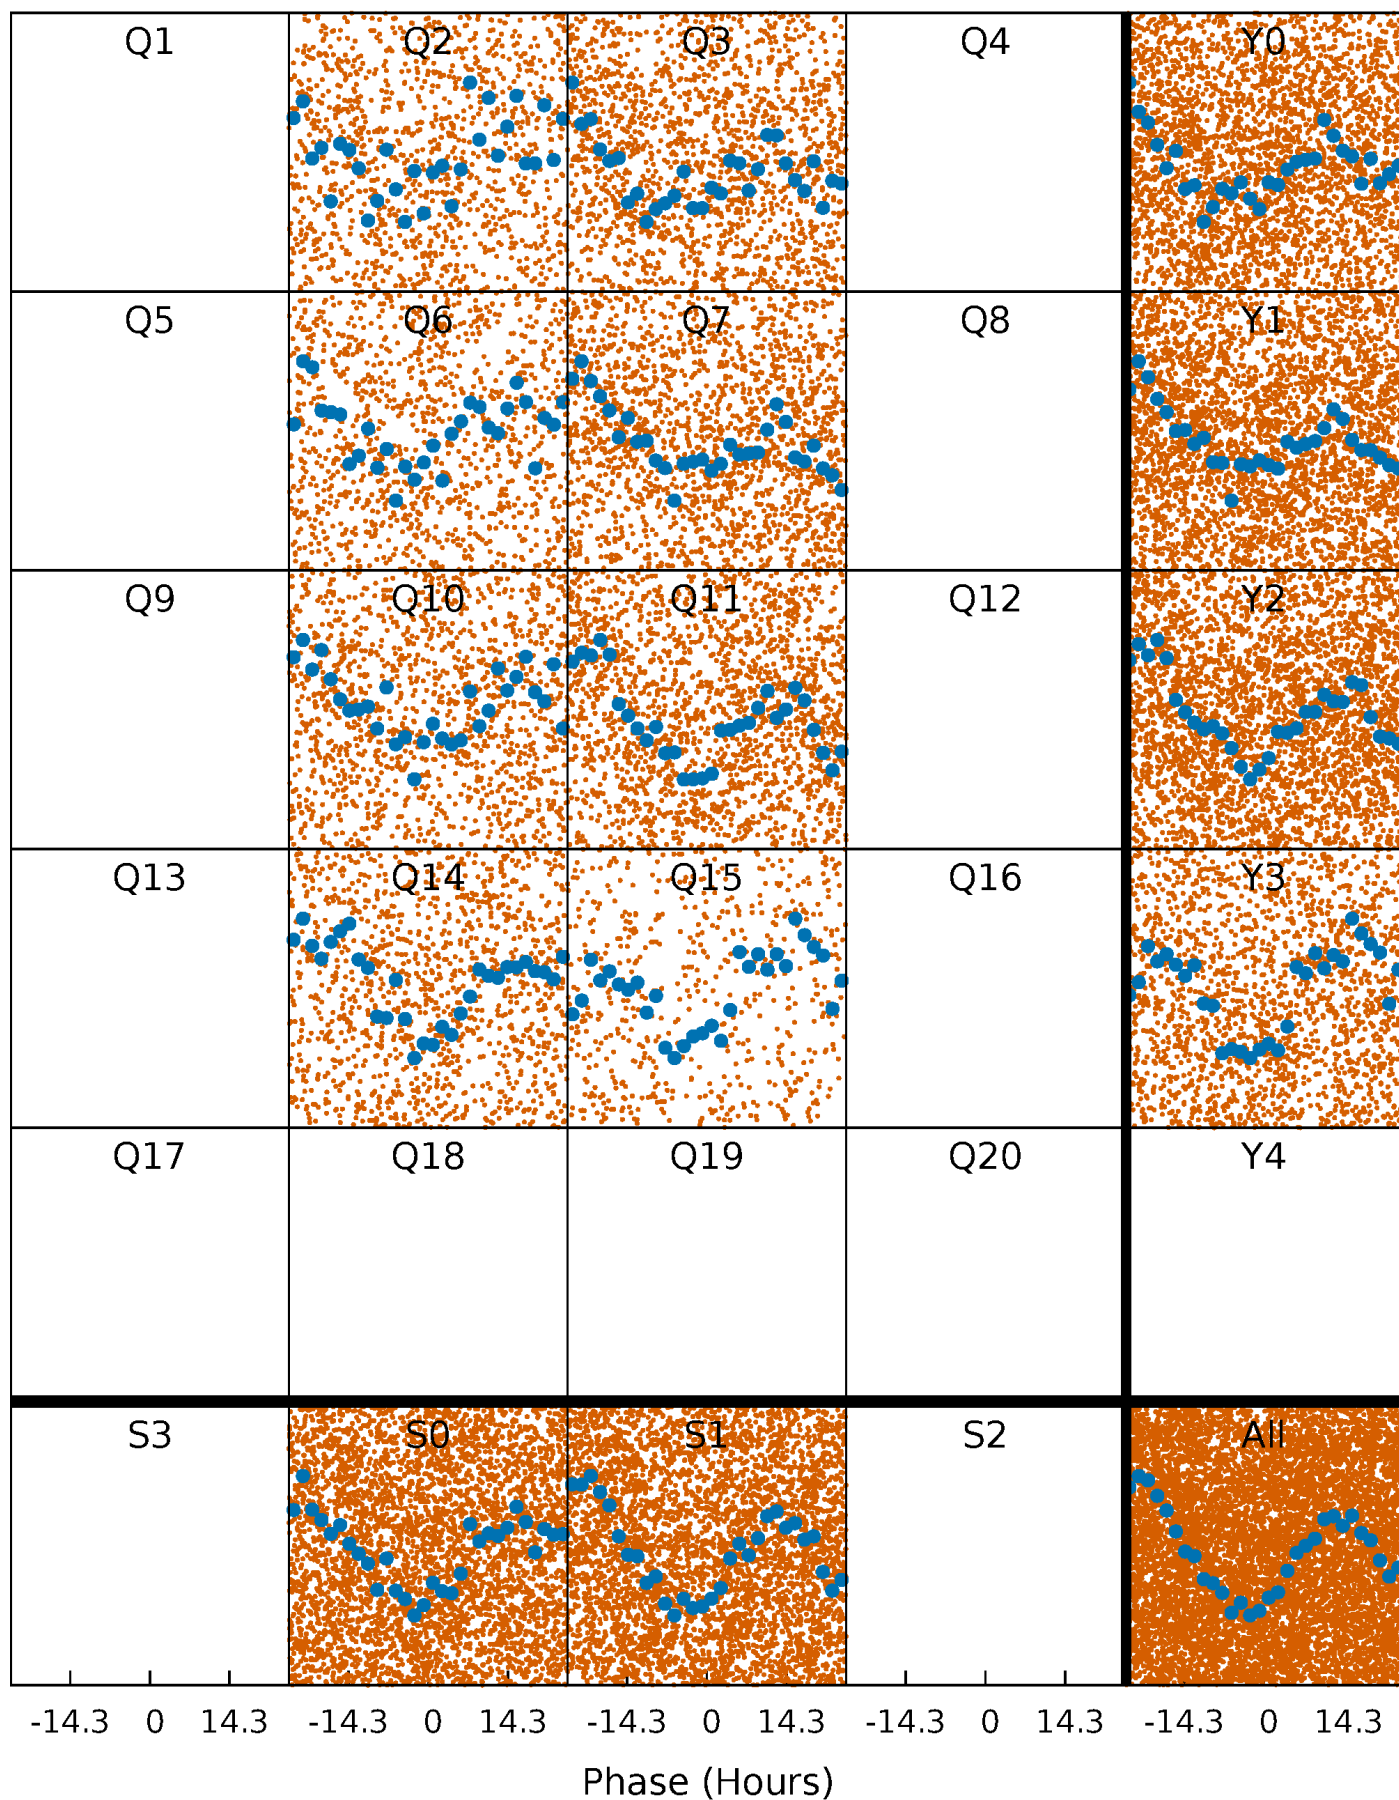 Q1 Q2 Q3 Q4 Y0
Q5 Q6 Q7 Q8 Y1
Q9 Q10 Q11 Q12 Y2
Q13 Q14 Q15 Q16 Y3
Q17 Q18 Q19 Q20 Y4
S3 S0 S1 S2 All
-14.3 0 14.3 -14.3 0 14.3 -14.3 0 14.3 -14.3 0 14.3 -14.3 0 14.3
Phase (Hours)